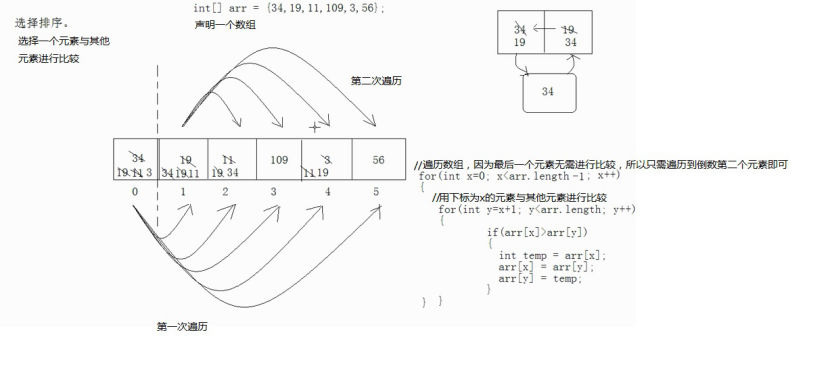 int[] arr = {34,19,11,109,3,56};
选择排序。
声明一个数组
选择一个元素与其他
元素进行比较
34 19
19 34
34
第二次遍历
34 19 11 109 3 56
19 11 3 34 19 11 19 34 11 19
0 1 2 3 4 5
第一次遍历
//遍历数组，因为最后一个元素无需进行比较，所以只需遍历到倒数第二个元素即可
for(int x=0; x<arr.length-1; x++)
{
//用下标为x的元素与其他元素进行比较
for(int y=x+1; y<arr.length; y++)
{
if(arr[x]>arr[y])
{
int temp = arr[x];
arr[x] = arr[y];
arr[y] = temp;
}
} }